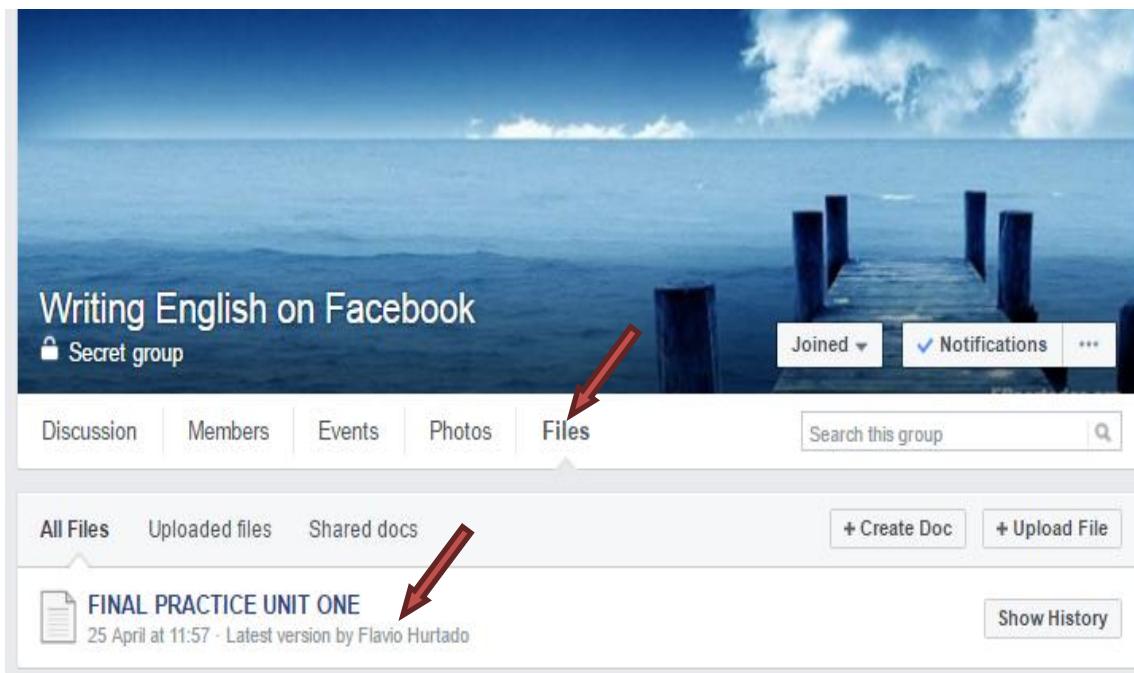 Writing English on Facebook
Secret group
Joined
Notifications ...
Discussion Members Events Photos Files
Search this group
All Files Uploaded files Shared docs
+ Create Doc + Upload File
FINAL PRACTICE UNIT ONE
25 April at 11:57 · Latest version by Flavio Hurtado
Show History